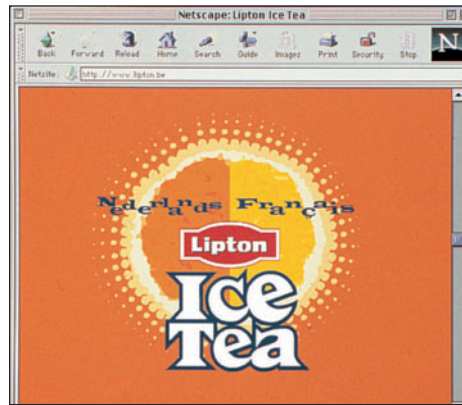 Netscape: Lipton Ice Tea
Back Forward Reload Home Search Guide Images Print Security Stop
N
Netsite: http://www.lipton.be
Nederlands Français
Lipton
Ice
Tea